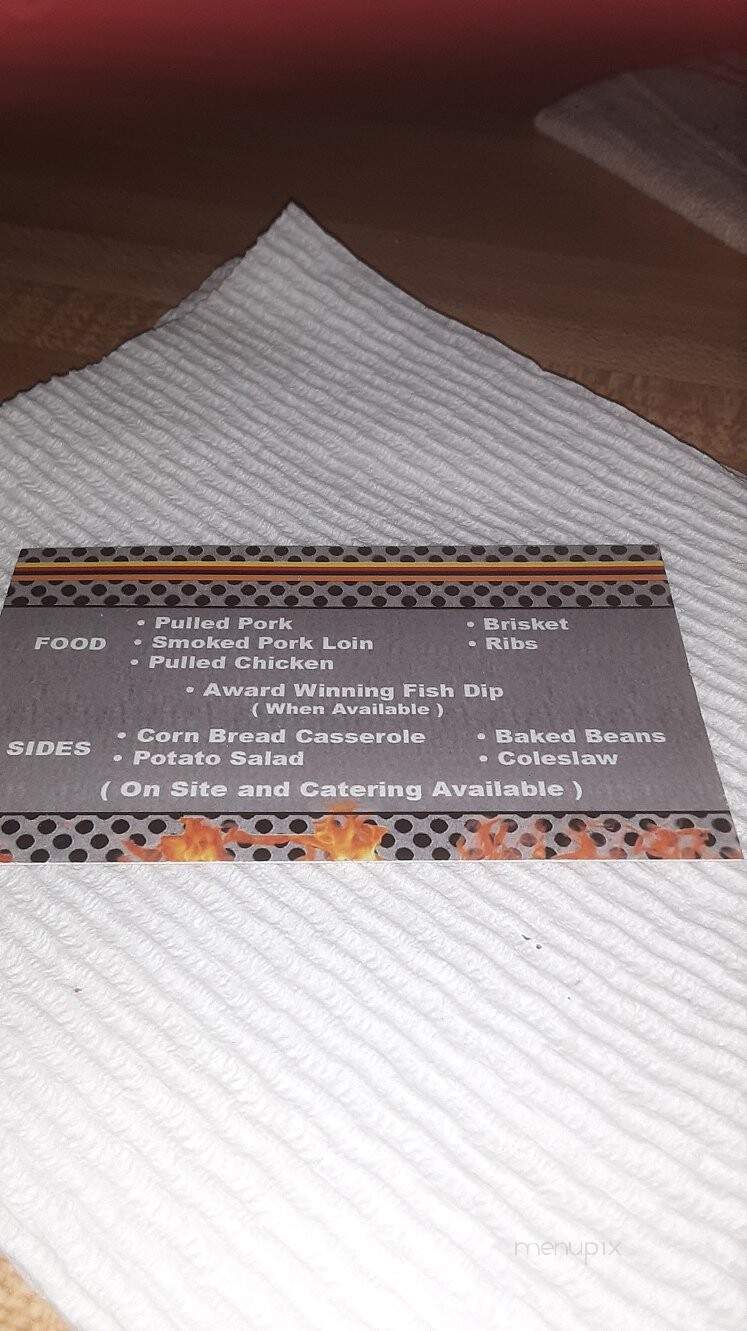 • Pulled Pork • Brisket
FOOD • Smoked Pork Loin • Ribs
• Pulled Chicken
• Award Winning Fish Dip
( When Available )
SIDES • Corn Bread Casserole • Baked Beans
• Potato Salad • Coleslaw
( On Site and Catering Available )
menupix